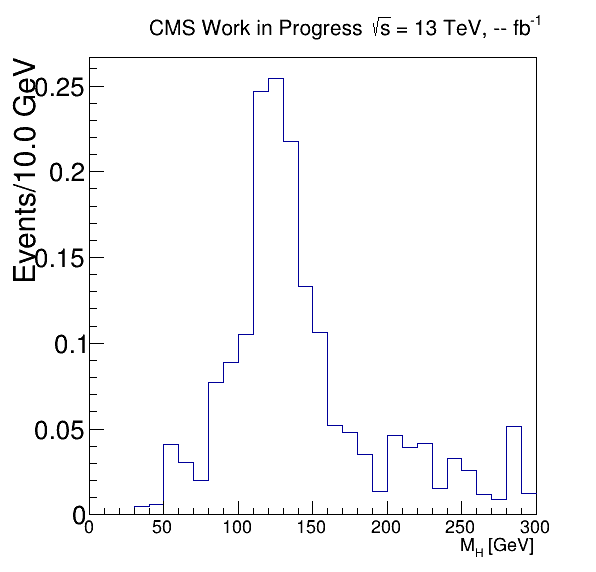 CMS Work in Progress √s = 13 TeV, -- fb⁻¹
Events/10.0 GeV
0.25
0.2
0.15
0.1
0.05
0
0 50 100 150 200 250 300
M_H [GeV]